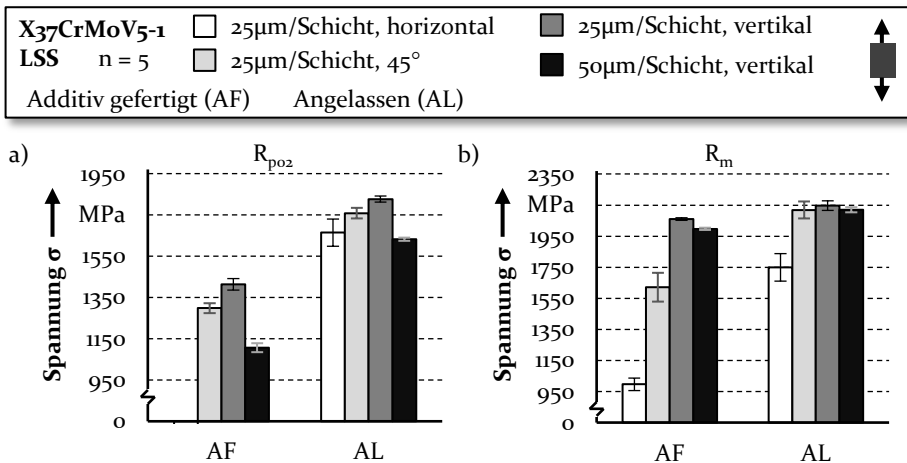 X37CrMoV5-1 25µm/Schicht, horizontal 25µm/Schicht, vertikal
LSS n = 5 25µm/Schicht, 45° 50µm/Schicht, vertikal
Additiv gefertigt (AF) Angelassen (AL)
a) Rp02
Spannung σ
1950
MPa
1550
1350
1150
950
0
AF AL
b) Rm
Spannung σ
2350
MPa
1950
1750
1550
1350
1150
950
0
AF AL